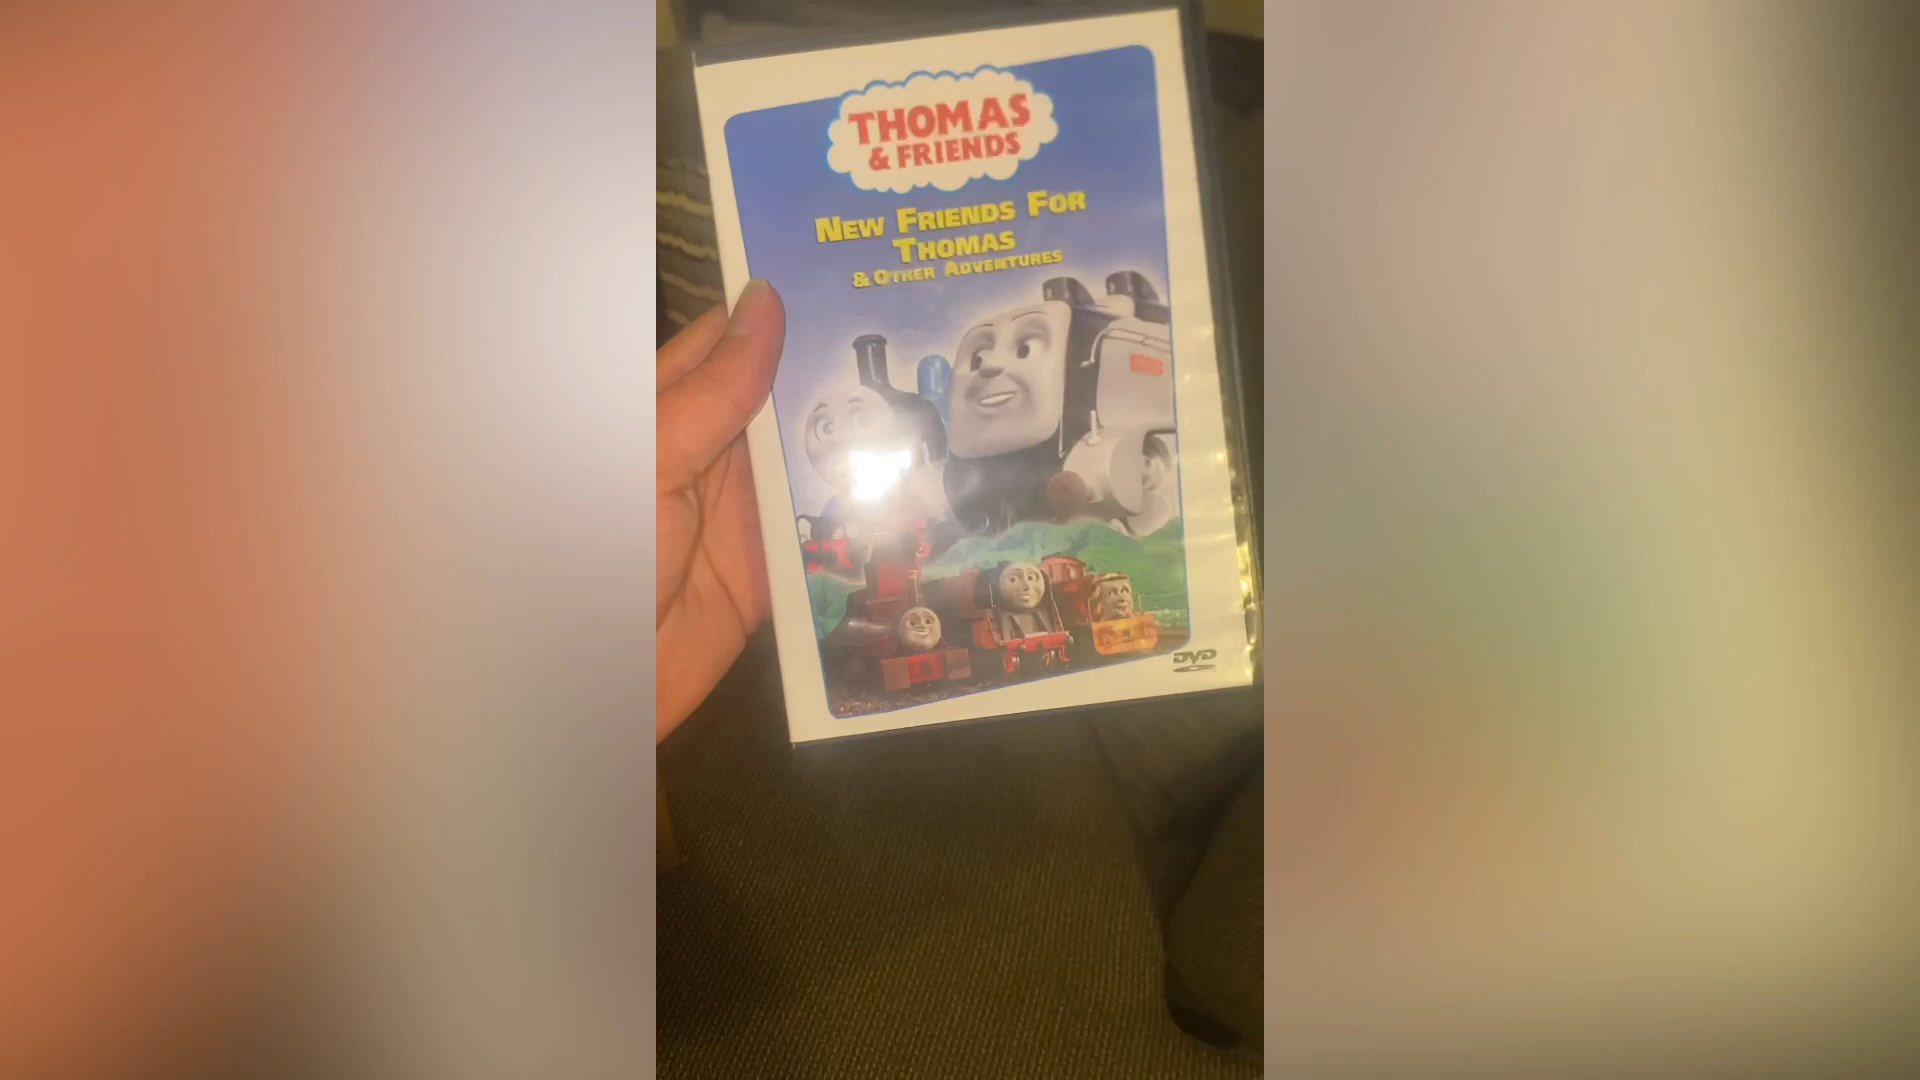 THOMAS
& FRIENDS
NEW FRIENDS FOR
THOMAS
& OTHER ADVENTURES
DVD